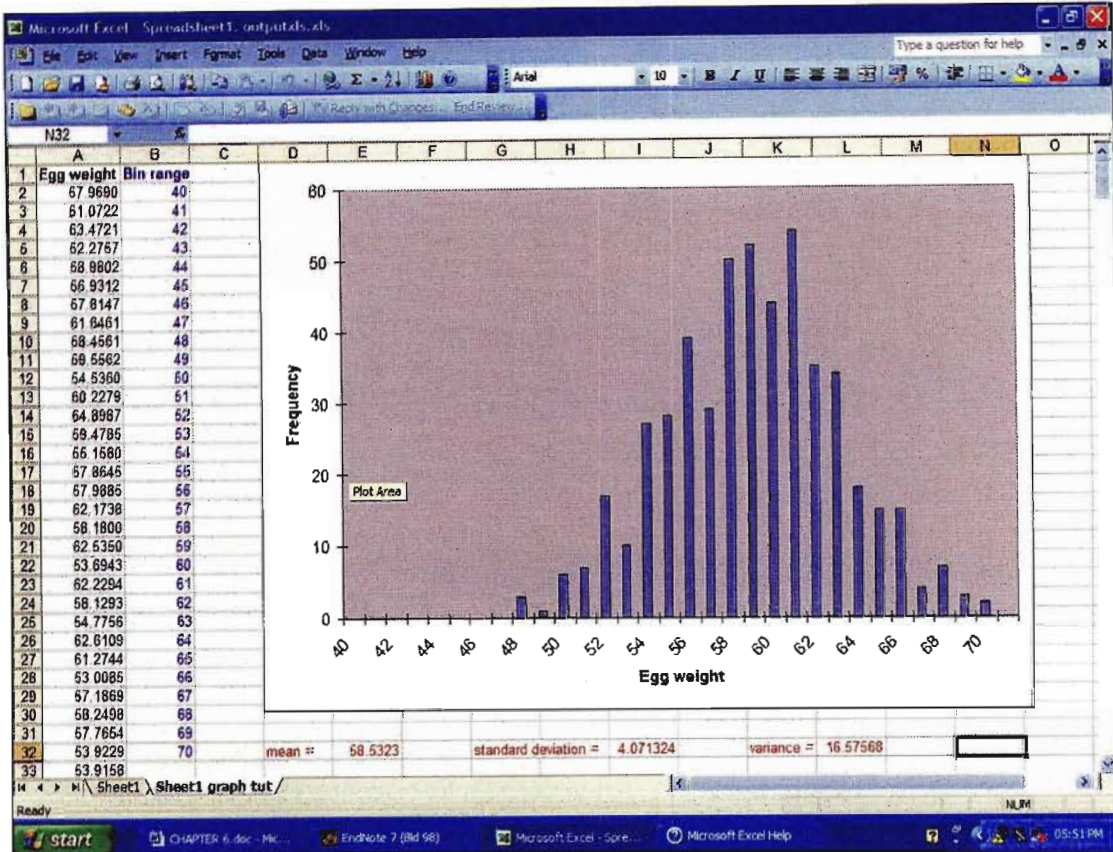 Microsoft Excel - Spreadsheet1. outputxls.xls
File Edit View Insert Format Tools Data Window Help Type a question for help
Arial 10 B I U
Reply with Changes... End Review...
N32
A B C D E F G H I J K L M N O
1 Egg weight Bin range
2 67.9690 40
3 51.0722 41
4 63.4721 42
5 62.2757 43
6 58.9802 44
7 56.9312 45
8 57.8147 46
9 61.6461 47
10 58.4561 48
11 59.5562 49
12 54.5360 50
13 60.2279 51
14 64.8987 52
15 59.4785 53
16 55.1580 54
17 57.8645 55
18 57.9885 56
19 62.1738 57
20 58.1800 58
21 62.5350 59
22 53.6943 60
23 62.2294 61
24 58.1293 62
25 54.7756 63
26 62.6109 64
27 61.2744 65
28 53.0085 66
29 57.1869 67
30 58.2498 68
31 57.7654 69
32 53.9229 70 mean = 58.5323 standard deviation = 4.071324 variance = 16.57568
33 53.9158
60
50
40
30
20
10
0
Frequency
Plot Area
40 42 44 46 48 50 52 54 56 58 60 62 64 66 68 70
Egg weight
Sheet1 Sheet1 graph tut
Ready NUM
start CHAPTER 6.doc - Mic... EndNote 7 (Bld 98) Microsoft Excel - Spre... Microsoft Excel Help 05:51 PM